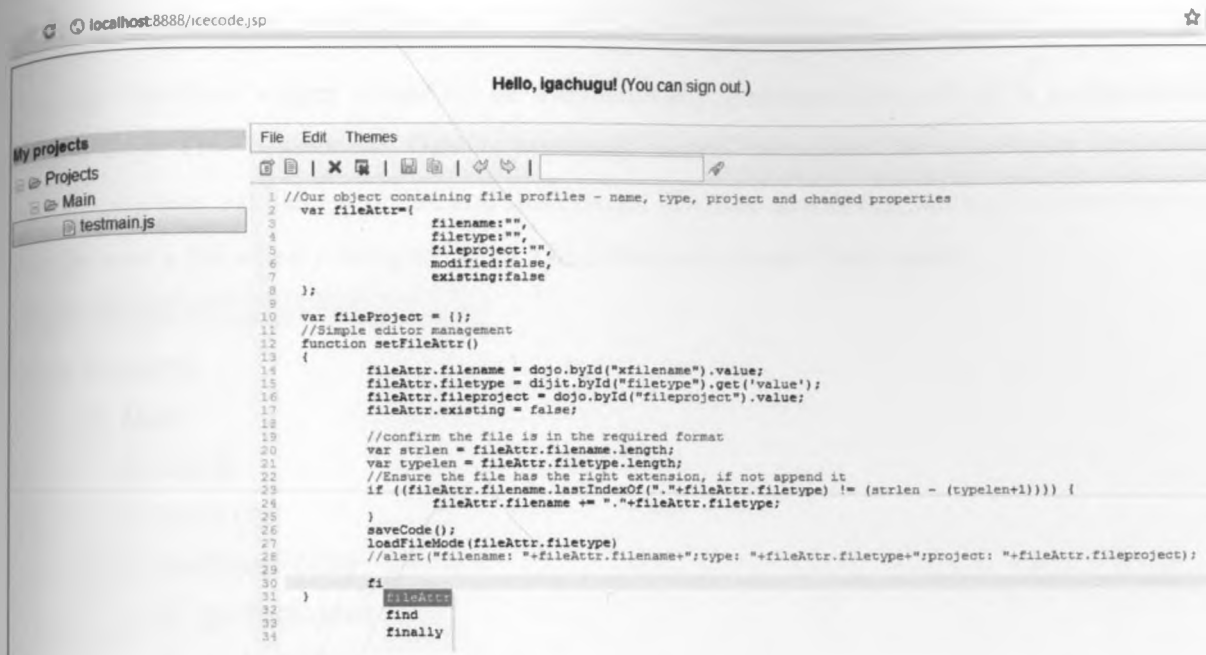 localhost:8888/icecode.jsp
Hello, igachugu! (You can sign out.)
My projects
Projects
Main
testmain.js
File Edit Themes
1 //Our object containing file profiles - name, type, project and changed properties
2 var fileAttr={
3 filename:"",
4 filetype:"",
5 fileproject:"",
6 modified:false,
7 existing:false
8 };
9
10 var fileProject = {};
11 //Simple editor management
12 function setFileAttr()
13 {
14 fileAttr.filename = dojo.byId("xfilename").value;
15 fileAttr.filetype = dijit.byId("filetype").get('value');
16 fileAttr.fileproject = dojo.byId("fileproject").value;
17 fileAttr.existing = false;
18
19 //confirm the file is in the required format
20 var strlen = fileAttr.filename.length;
21 var typelen = fileAttr.filetype.length;
22 //Ensure the file has the right extension, if not append it
23 if ((fileAttr.filename.lastIndexOf("."+fileAttr.filetype) != (strlen - (typelen+1)))) {
24 fileAttr.filename += "."+fileAttr.filetype;
25 }
26 saveCode();
27 loadFileMode(fileAttr.filetype)
28 //alert("filename: "+fileAttr.filename+";type: "+fileAttr.filetype+";project: "+fileAttr.fileproject);
29
30 fi
31 } fileAttr
32 find
33 finally
34